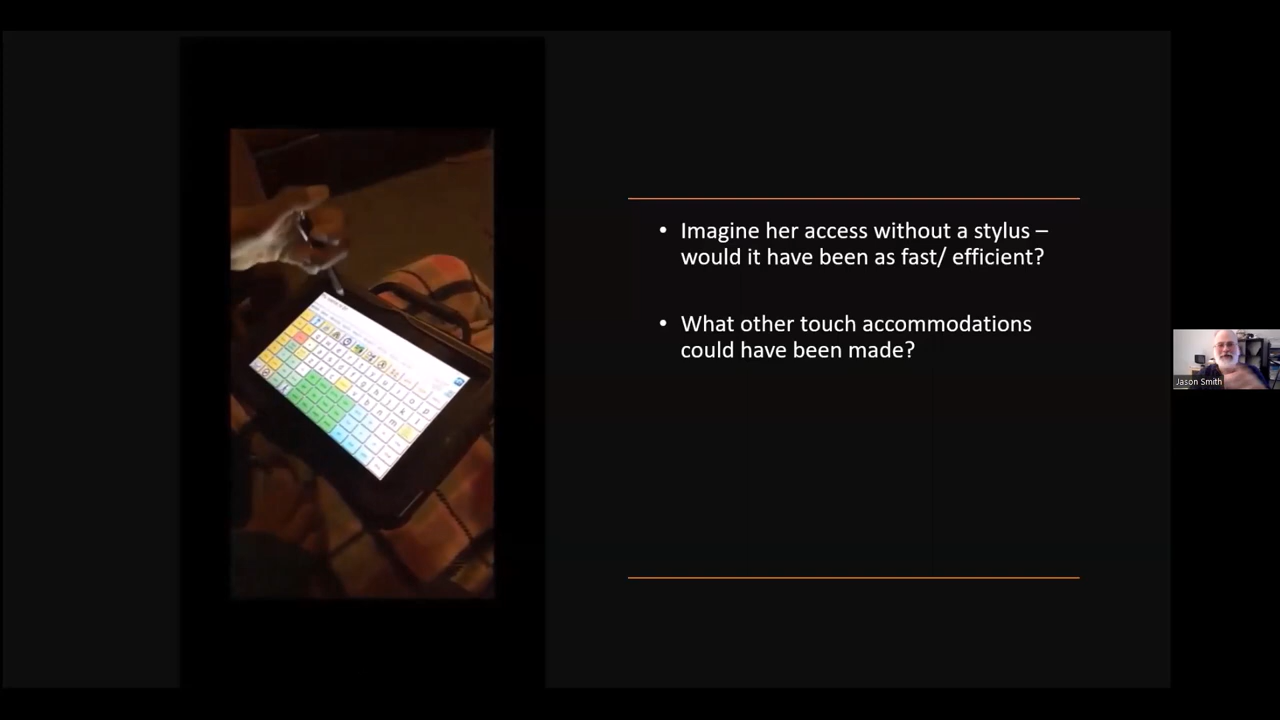 • Imagine her access without a stylus –
would it have been as fast/ efficient?
• What other touch accommodations
could have been made?
Jason Smith